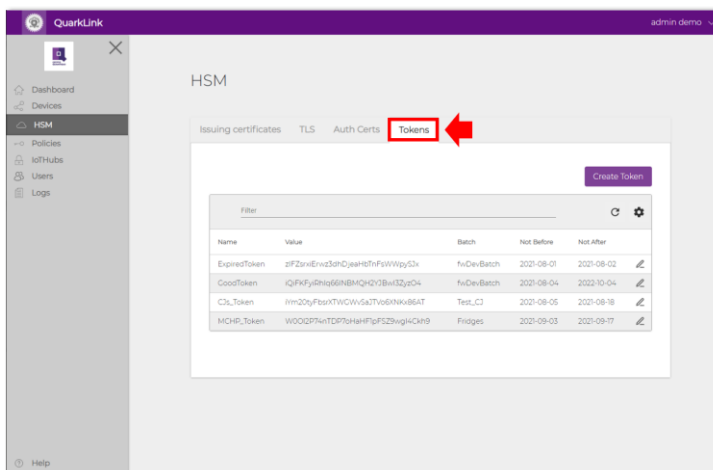 QuarkLink
admin demo
Dashboard
Devices
HSM
Policies
IoTHubs
Users
Logs
Help
HSM
Issuing certificates TLS Auth Certs Tokens
Create Token
Filter
Name Value Batch Not Before Not After
ExpiredToken fwDevBatch 2021-08-01 2021-08-02
GoodToken fwDevBatch 2021-08-04 2022-10-04
CJs_Token Test_CJ 2021-08-05 2021-08-18
MCHP_Token Fridges 2021-09-03 2021-09-17